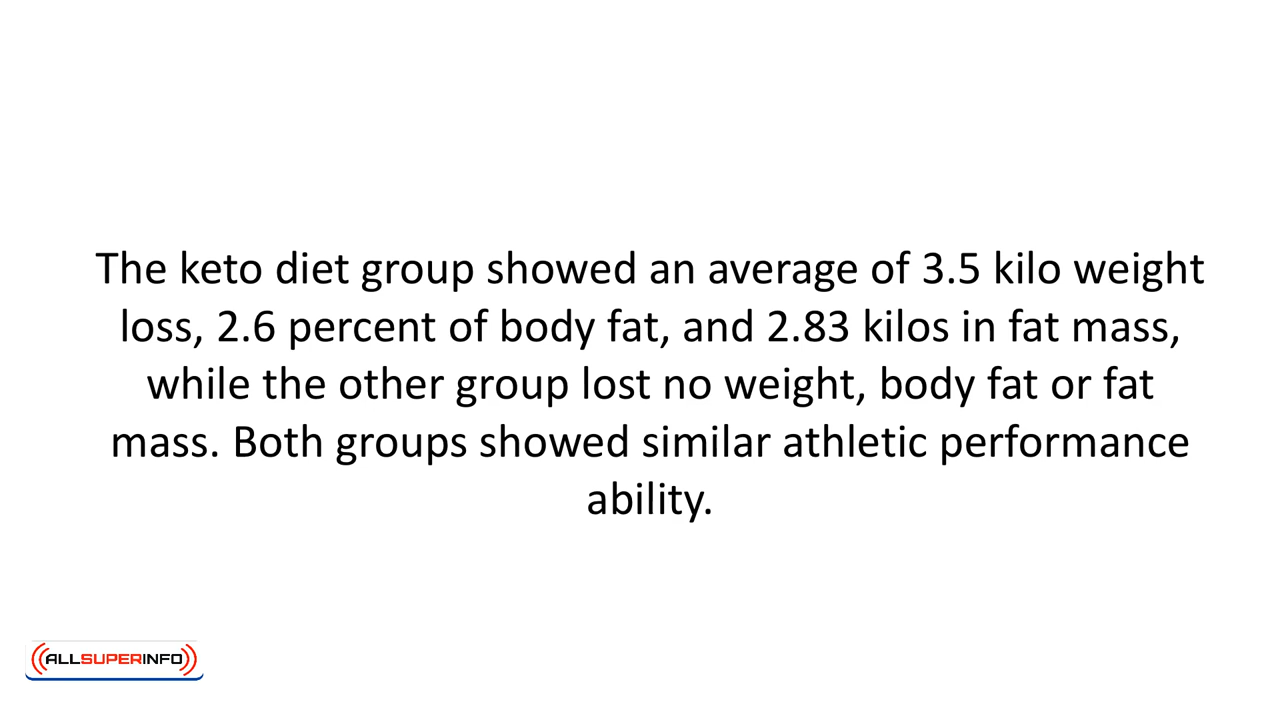 The keto diet group showed an average of 3.5 kilo weight
loss, 2.6 percent of body fat, and 2.83 kilos in fat mass,
while the other group lost no weight, body fat or fat
mass. Both groups showed similar athletic performance
ability.
ALLSUPERINFO